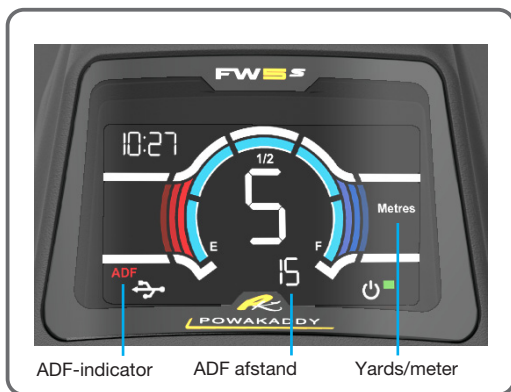 FW5s
10:27
1/2
5
Metres
E
F
ADF
15
POWAKADDY
ADF-indicator
ADF afstand
Yards/meter